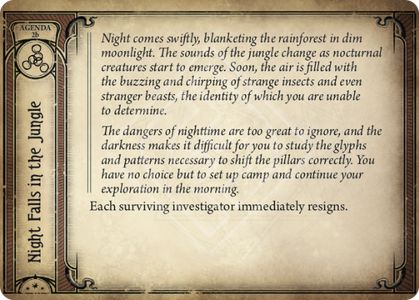 AGENDA
2b
Night Falls in the Jungle
Night comes swiftly, blanketing the rainforest in dim
moonlight. The sounds of the jungle change as nocturnal
creatures start to emerge. Soon, the air is filled with
the buzzing and chirping of strange insects and even
stranger beasts, the identity of which you are unable
to determine.
The dangers of nighttime are too great to ignore, and the
darkness makes it difficult for you to study the glyphs
and patterns necessary to shift the pillars correctly. You
have no choice but to set up camp and continue your
exploration in the morning.
Each surviving investigator immediately resigns.